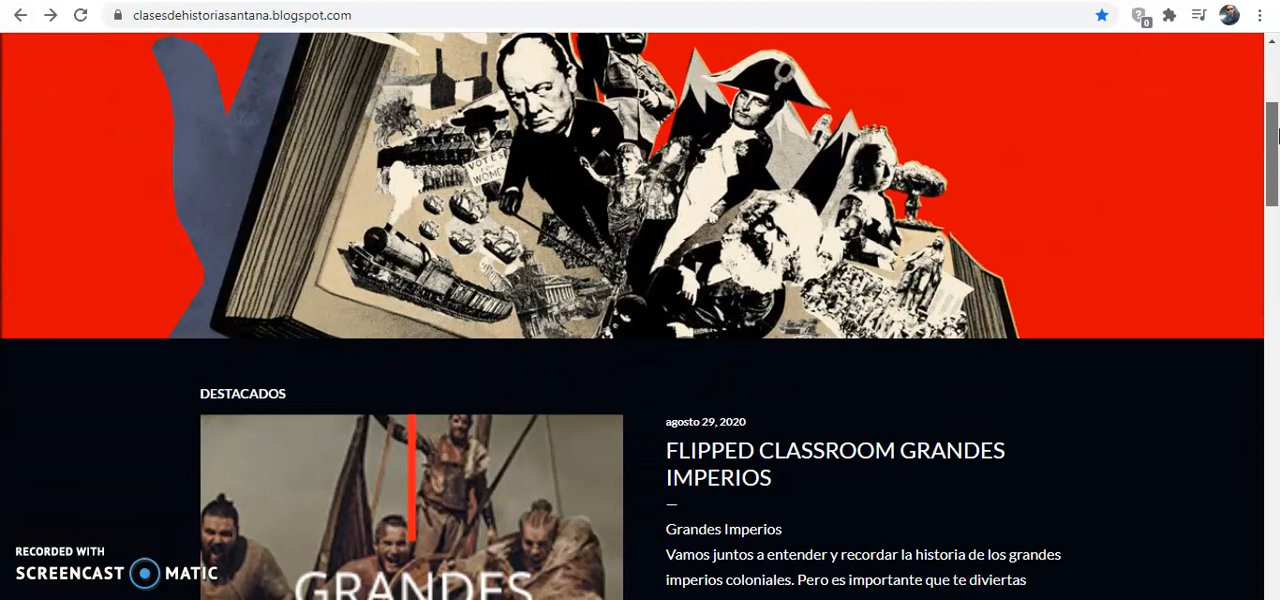 clasesdehistoriasantana.blogspot.com
0
VOTES
WOMEN
DESTACADOS
agosto 29, 2020
FLIPPED CLASSROOM GRANDES
IMPERIOS
Grandes Imperios
Vamos juntos a entender y recordar la historia de los grandes
imperios coloniales. Pero es importante que te diviertas
GRANDES
RECORDED WITH
SCREENCAST MATIC